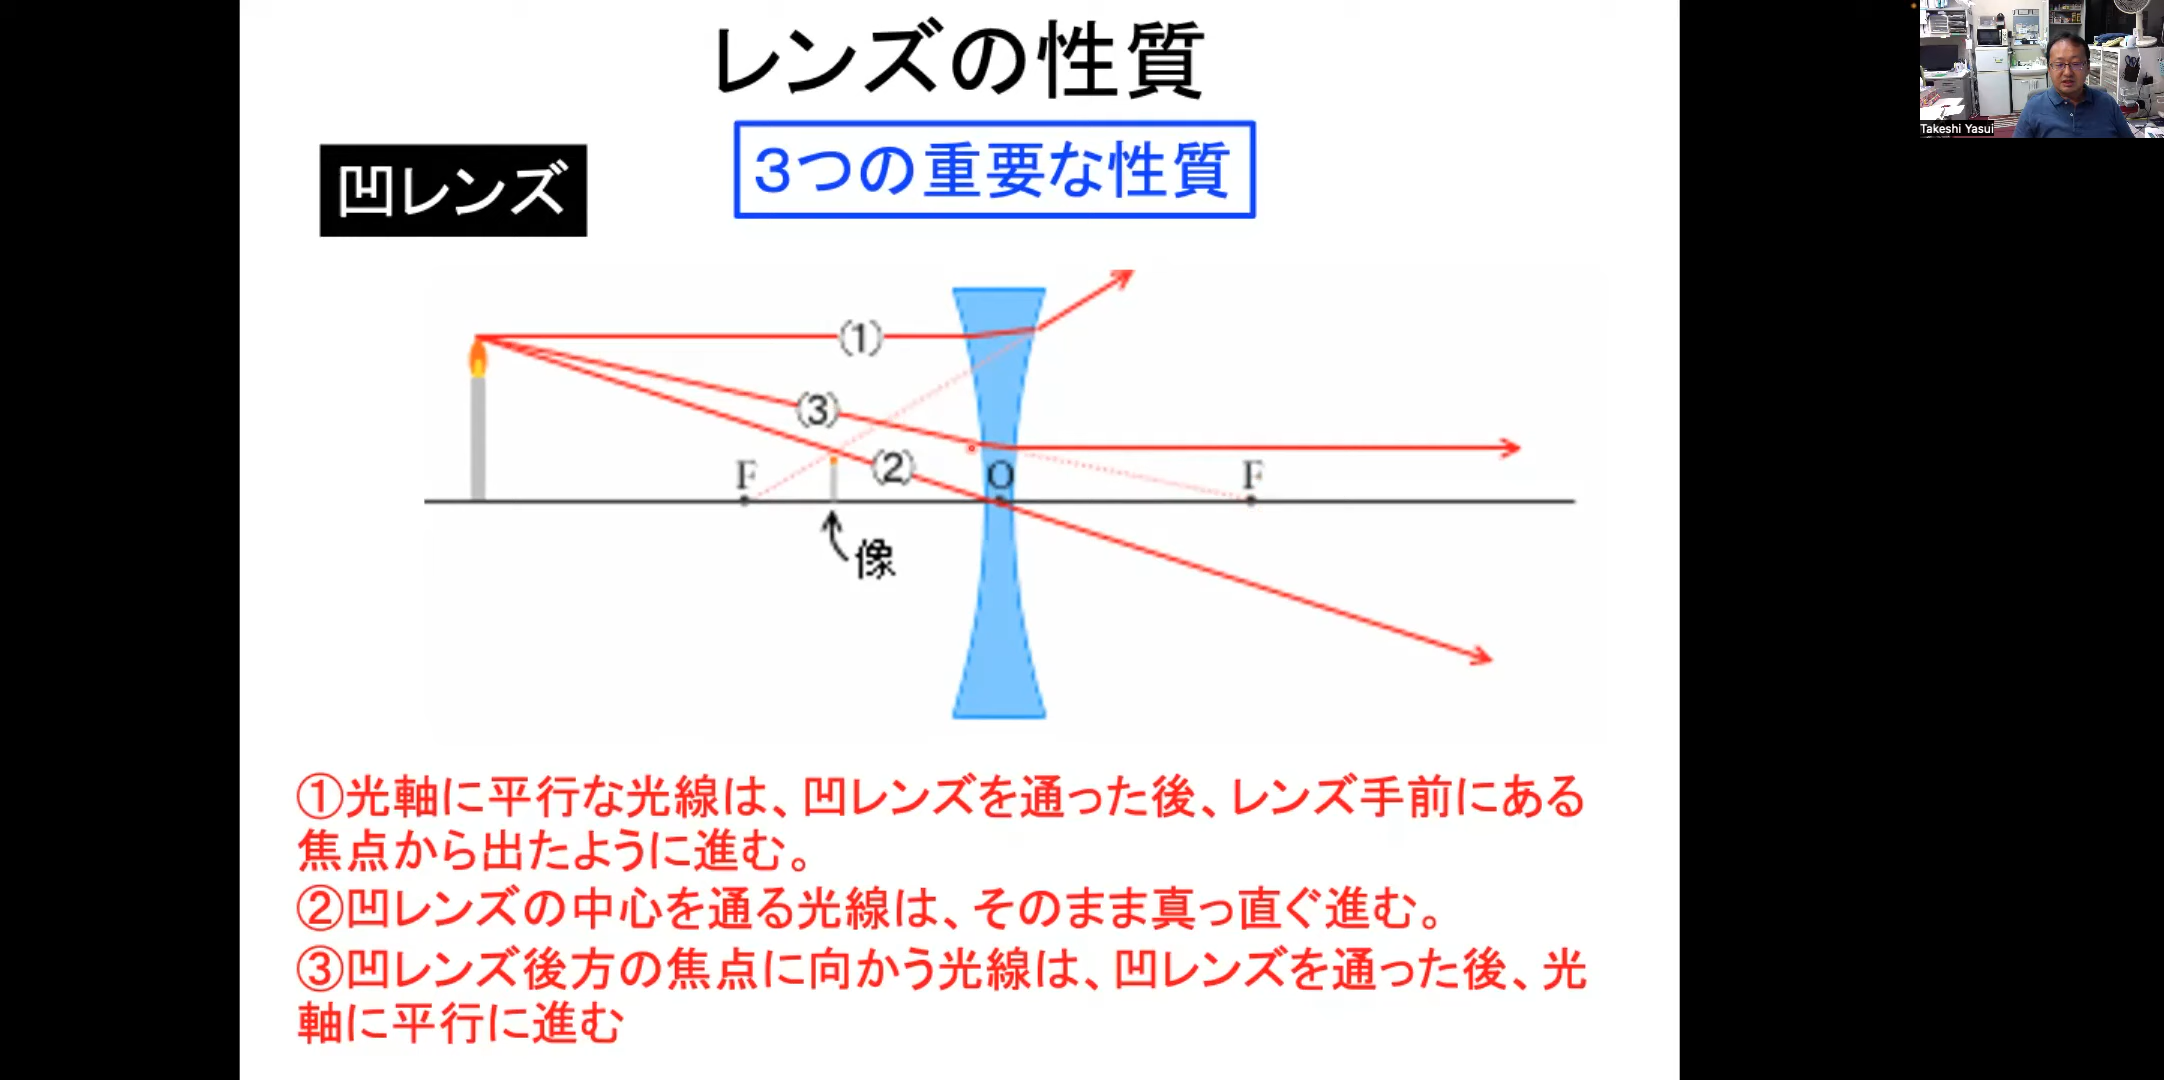 レンズの性質
Takeshi Yasui
3つの重要な性質
凹レンズ
(1)
(3)
(2)
F
O
F
像
①光軸に平行な光線は、凹レンズを通った後、レンズ手前にある
焦点から出たように進む。
②凹レンズの中心を通る光線は、そのまま真っ直ぐ進む。
③凹レンズ後方の焦点に向かう光線は、凹レンズを通った後、光
軸に平行に進む